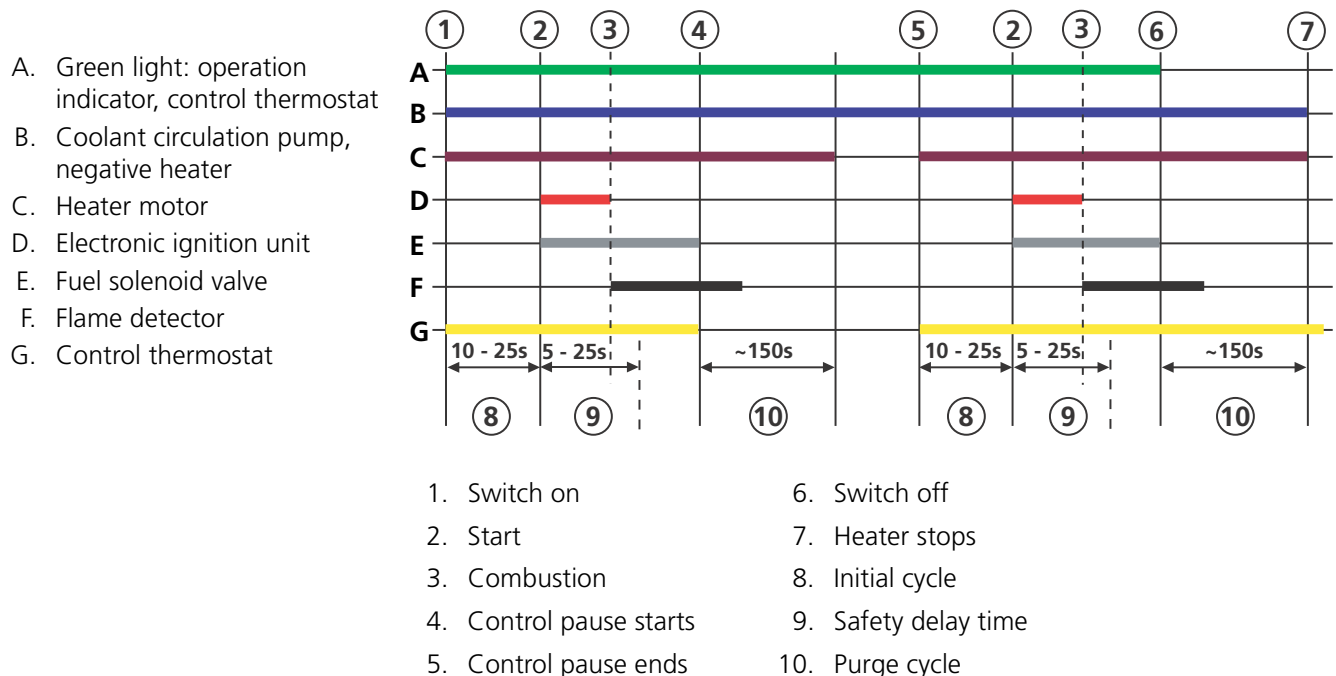 1 2 3 4 5 2 3 6 7
A. Green light: operation
indicator, control thermostat
B. Coolant circulation pump,
negative heater
C. Heater motor
D. Electronic ignition unit
E. Fuel solenoid valve
F. Flame detector
G. Control thermostat
A
B
C
D
E
F
G
10 - 25s 5 - 25s ~150s 10 - 25s 5 - 25s ~150s
8 9 10 8 9 10
1. Switch on
2. Start
3. Combustion
4. Control pause starts
5. Control pause ends
6. Switch off
7. Heater stops
8. Initial cycle
9. Safety delay time
10. Purge cycle